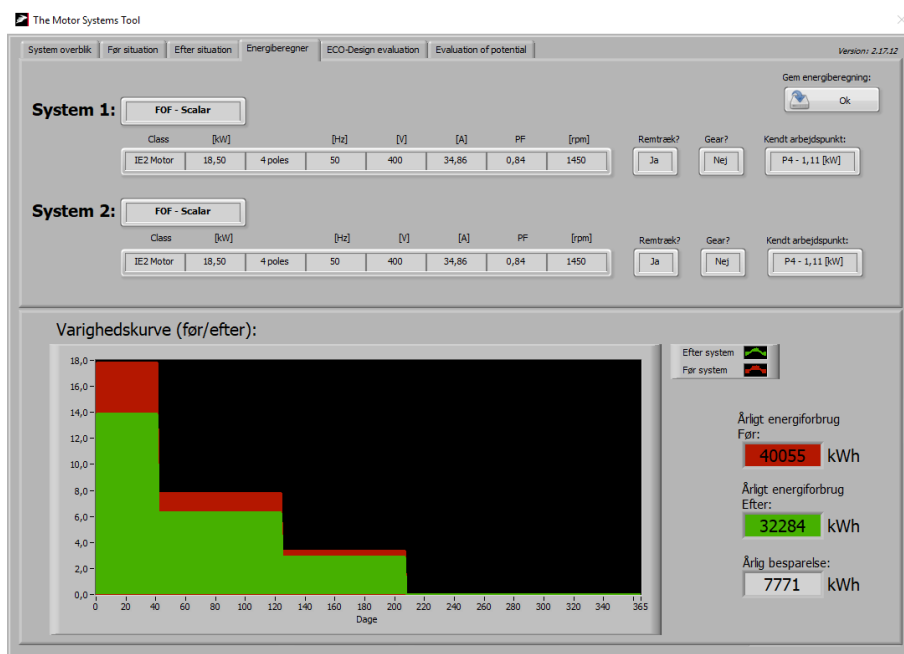 The Motor Systems Tool
System overblik Før situation Efter situation Energiberegner ECO-Design evaluation Evaluation of potential Version: 2.17.12
Gem energiberegning:
Ok
System 1: FOF - Scalar
Class [kW] [Hz] [V] [A] PF [rpm] Remtræk? Gear? Kendt arbejdspunkt:
IE2 Motor 18,50 4 poles 50 400 34,86 0,84 1450 Ja Nej P4 - 1,11 [kW]
System 2: FOF - Scalar
Class [kW] [Hz] [V] [A] PF [rpm] Remtræk? Gear? Kendt arbejdspunkt:
IE2 Motor 18,50 4 poles 50 400 34,86 0,84 1450 Ja Nej P4 - 1,11 [kW]
Varighedskurve (før/efter):
Efter system
Før system
18,0
16,0
14,0
12,0
10,0
8,0
6,0
4,0
2,0
0,0
0 20 40 60 80 100 120 140 160 180 200 220 240 260 280 300 320 340 365
Dage
Årligt energiforbrug
Før:
40055 kWh
Årligt energiforbrug
Efter:
32284 kWh
Årlig besparelse:
7771 kWh